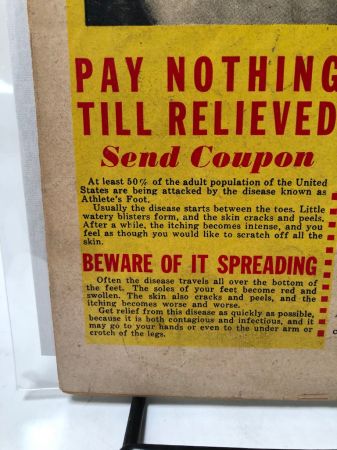 PAY NOTHING
TILL RELIEVED
Send Coupon
At least 50% of the adult population of the United
States are being attacked by the disease known as
Athlete's Foot.
Usually the disease starts between the toes. Little
watery blisters form, and the skin cracks and peels.
After a while, the itching becomes intense, and you
feel as though you would like to scratch off all the
skin.
BEWARE OF IT SPREADING
Often the disease travels all over the bottom of
the feet. The soles of your feet become red and
swollen. The skin also cracks and peels, and the
itching becomes worse and worse.
Get relief from this disease as quickly as possible,
because it is both contagious and infectious, and it
may go to your hands or even to the under arm or
crotch of the legs.